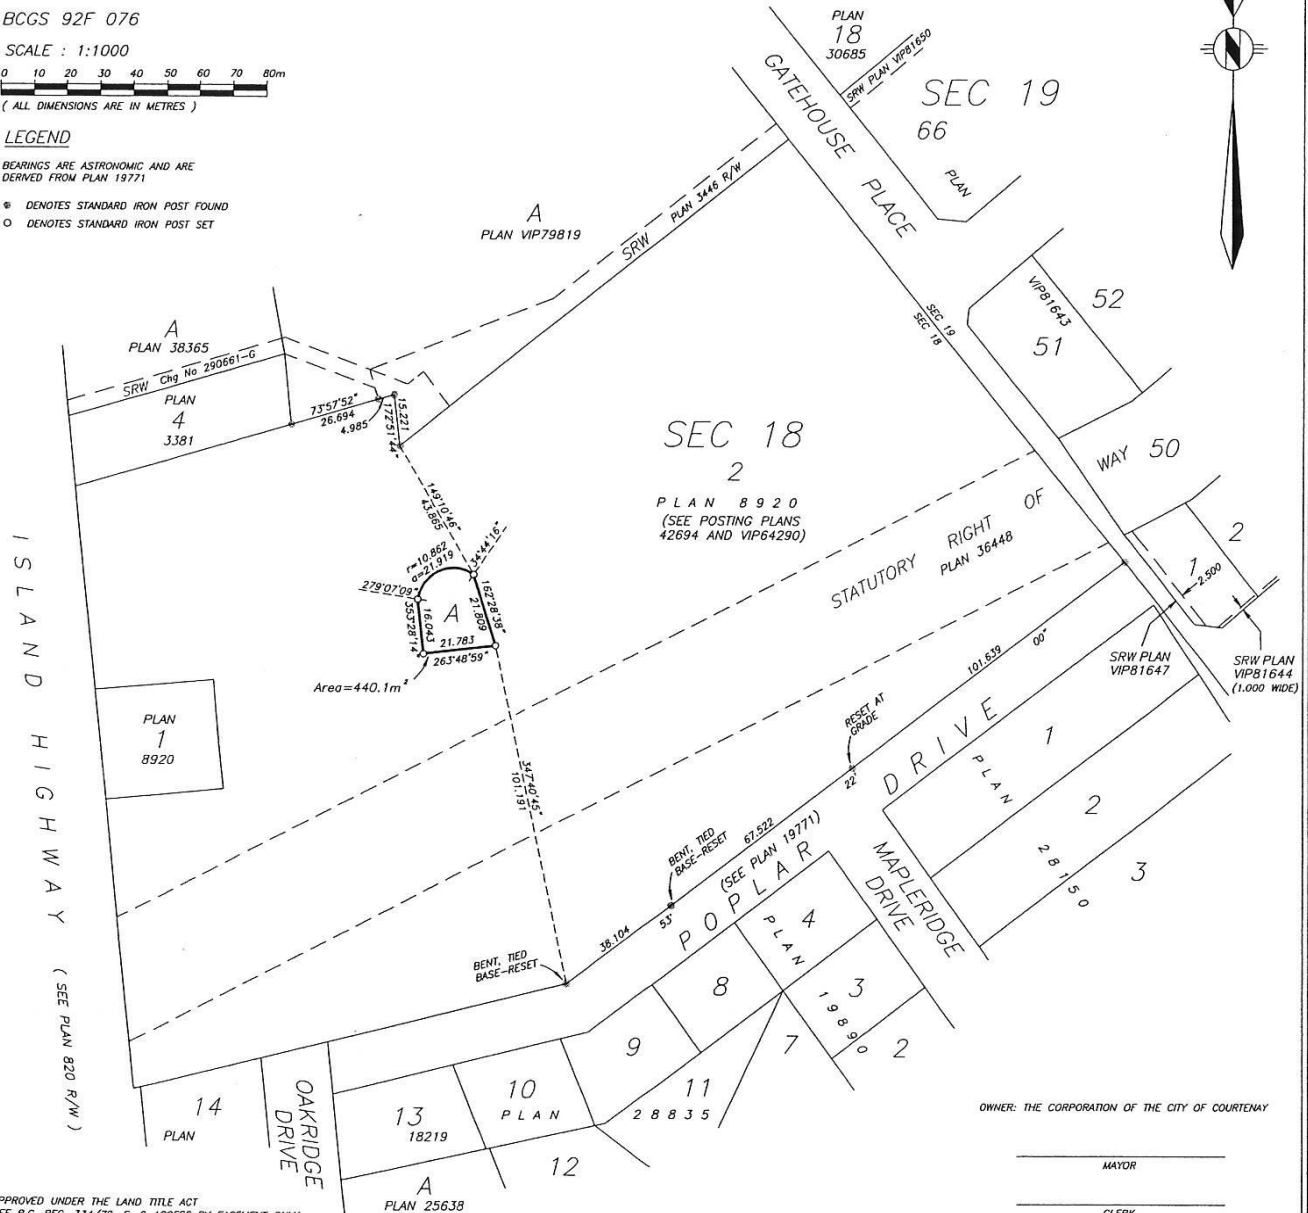 BCGS 92F 076
SCALE : 1:1000
0 10 20 30 40 50 60 70 80m
( ALL DIMENSIONS ARE IN METRES )
LEGEND
BEARINGS ARE ASTRONOMIC AND ARE
DERIVED FROM PLAN 19771
DENOTES STANDARD IRON POST FOUND
DENOTES STANDARD IRON POST SET
PLAN
18
30685
SRW PLAN VIP81650
SEC 19
66
PLAN
GATEHOUSE PLACE
A
PLAN VIP79819
SRW PLAN 3446 R/W
SEC 19
SEC 18
VIP81643
52
51
A
PLAN 38365
SRW Chg No 290661-G
PLAN
4
3381
73°57'52"
26.694
4.985
15.221
172°51'44"
SEC 18
2
PLAN 8920
(SEE POSTING PLANS
42694 AND VIP64290)
WAY 50
STATUTORY RIGHT OF
PLAN 36448
2
1
2.500
149°10'46"
43.865
34°44'16"
r=10.862
a=21.919
279°07'09"
353°28'14"
16.043
A
162°28'38"
21.809
21.783
263°48'59"
Area=440.1m²
ISLAND HIGHWAY (SEE PLAN 820 R/W)
PLAN
1
8920
347°40'45"
101.191
101.639
00"
SRW PLAN
VIP81647
SRW PLAN
VIP81644
(1.000 WIDE)
RESET AT
GRADE
22'
DRIVE
1
PLAN
2
28150
3
BENT, TIED
BASE-RESET
67.522
(SEE PLAN 19771)
53'
POPLAR
MAPLERIDGE
DRIVE
38.104
BENT, TIED
BASE-RESET
4
PLAN
8
3
19890
9
7
2
11
28835
10
PLAN
14
PLAN
OAKRIDGE
DRIVE
13
18219
12
A
PLAN 25638
OWNER: THE CORPORATION OF THE CITY OF COURTENAY
MAYOR
CLERK
PPROVED UNDER THE LAND TITLE ACT